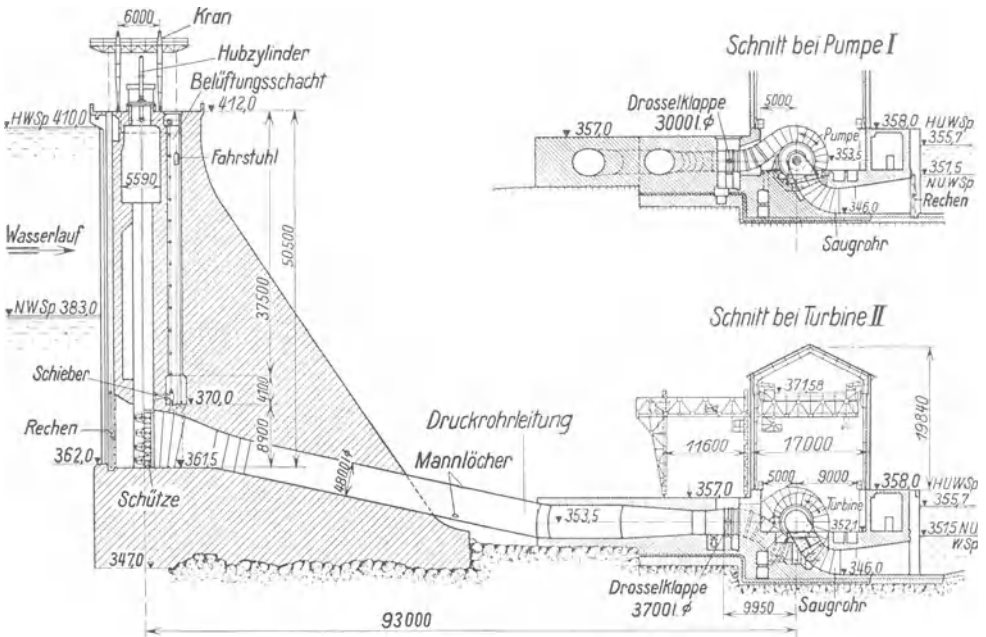 6000
Kran
Hubzylinder
Belüftungsschacht
412,0
HWSp 410,0
Fahrstuhl
5590
Wasserlauf
50500
37500
NWSp 383,0
Schieber
370,0
4100
Rechen
8900
362,0
361,5
Schütze
4800 l.φ
Druckrohrleitung
Mannlöcher
347,0
93000
Schnitt bei Pumpe I
Drosselklappe
3000 l.φ
5000
357,0
Pumpe
353,5
358,0
HUWSp
355,7
351,5
NUWSp
Rechen
346,0
Saugrohr
Schnitt bei Turbine II
371,58
11600
17000
19840
5000
9000
358,0
HUWSp
355,7
357,0
Turbine
353,5
352,1
351,5 NU
WSp
346,0
Drosselklappe
3700 l.φ
9950
Saugrohr